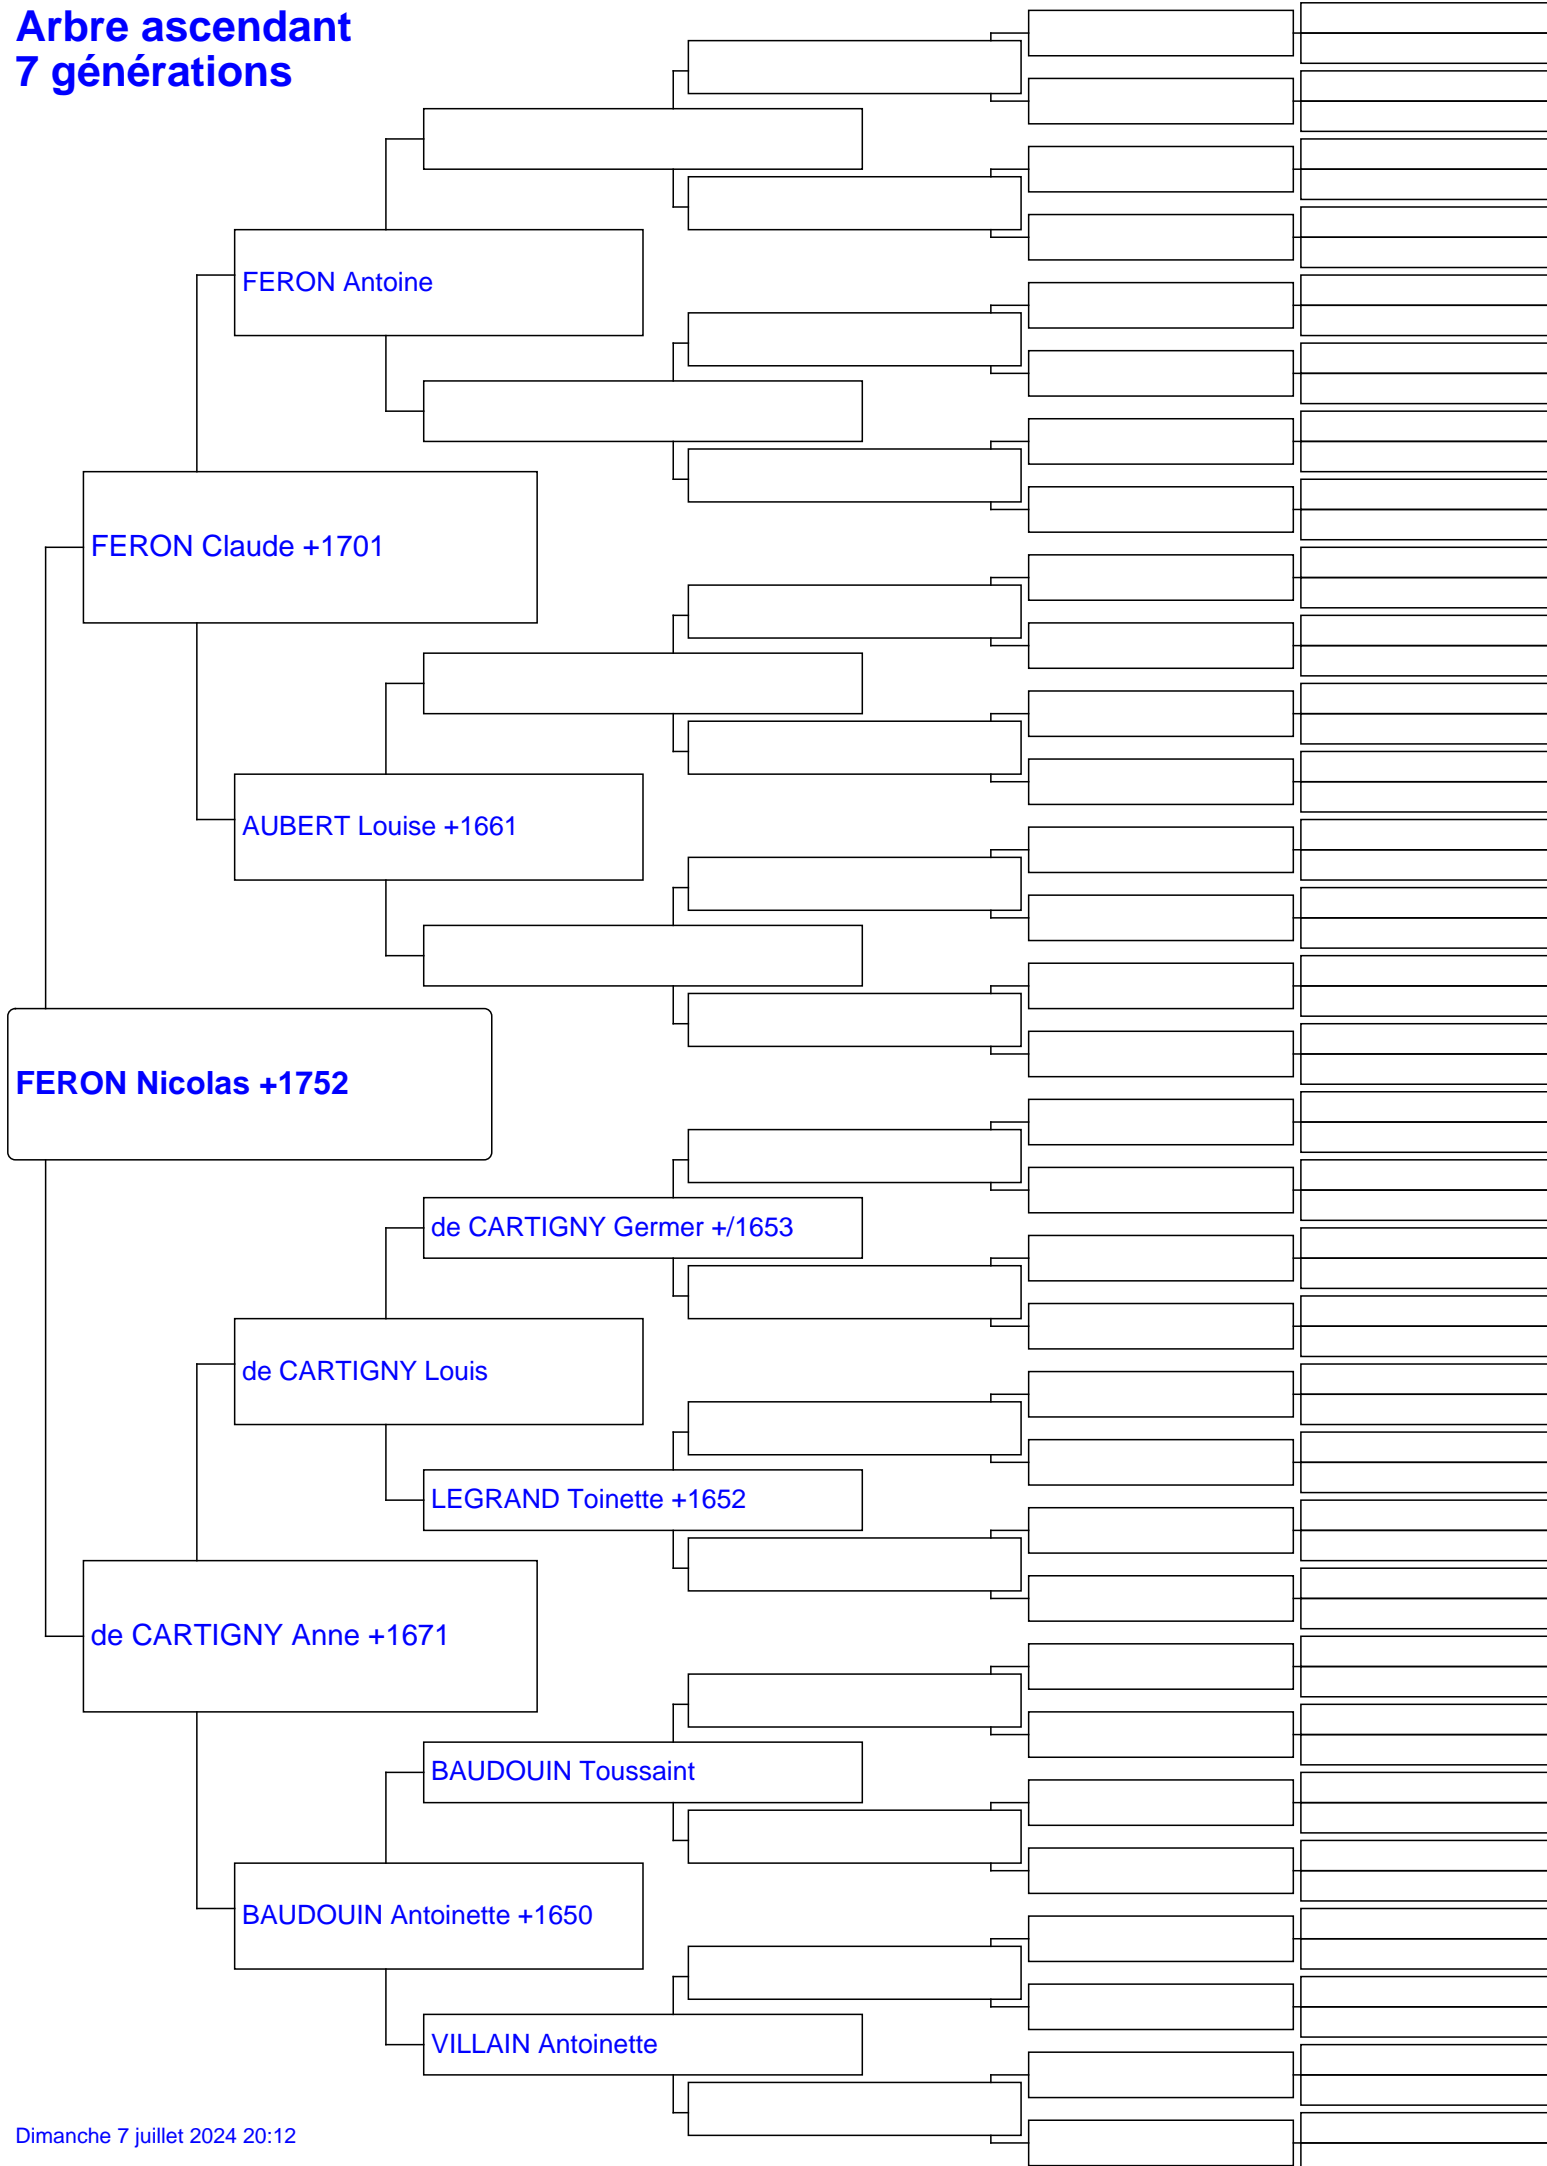 Arbre ascendant
7 générations
FERON Antoine
FERON Claude +1701
AUBERT Louise +1661
FERON Nicolas +1752
de CARTIGNY Germer +/1653
de CARTIGNY Louis
LEGRAND Toinette +1652
de CARTIGNY Anne +1671
BAUDOUIN Toussaint
BAUDOUIN Antoinette +1650
VILLAIN Antoinette
Dimanche 7 juillet 2024 20:12